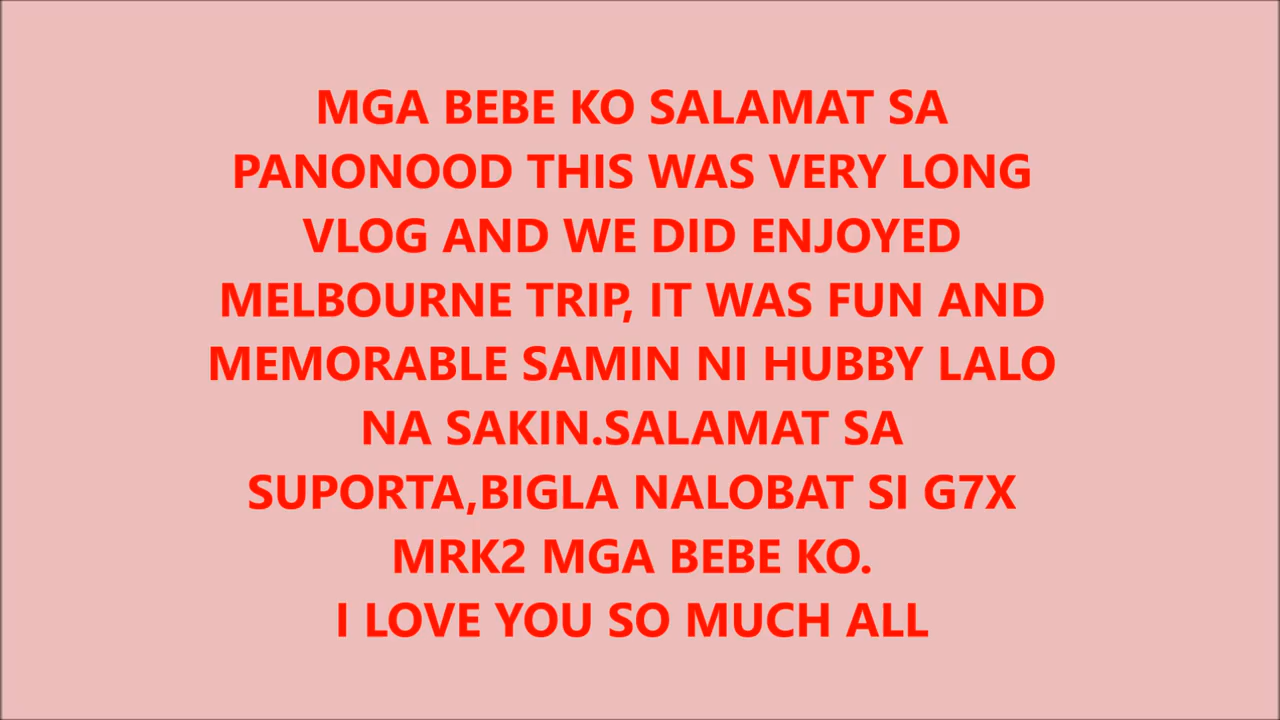 MGA BEBE KO SALAMAT SA
PANONOOD THIS WAS VERY LONG
VLOG AND WE DID ENJOYED
MELBOURNE TRIP, IT WAS FUN AND
MEMORABLE SAMIN NI HUBBY LALO
NA SAKIN.SALAMAT SA
SUPORTA,BIGLA NALOBAT SI G7X
MRK2 MGA BEBE KO.
I LOVE YOU SO MUCH ALL